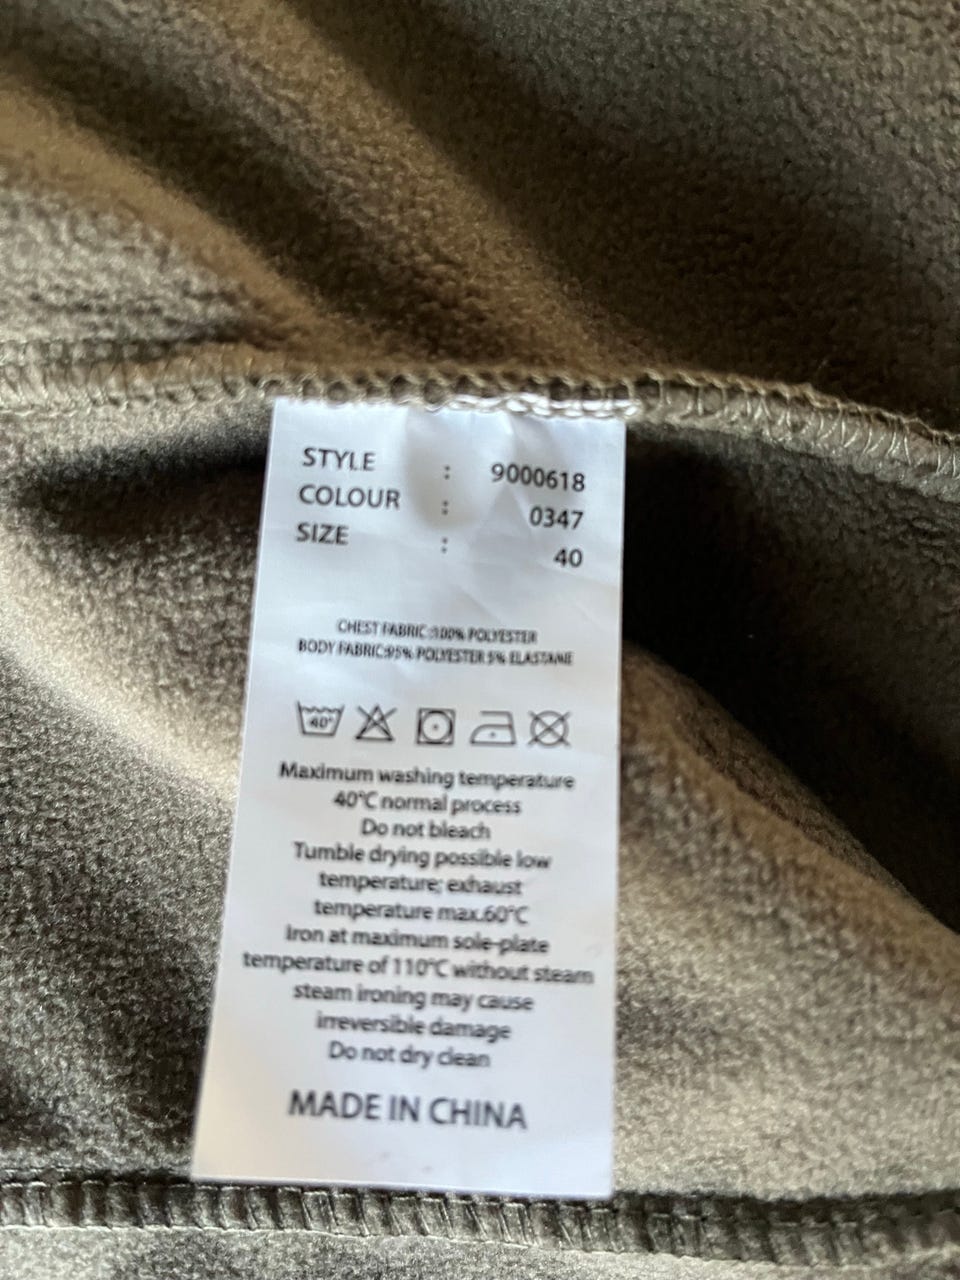 STYLE : 9000618
COLOUR : 0347
SIZE : 40
CHEST FABRIC:100% POLYESTER
BODY FABRIC:95% POLYESTER 5% ELASTANE
40°
Maximum washing temperature
40°C normal process
Do not bleach
Tumble drying possible low
temperature; exhaust
temperature max.60°C
Iron at maximum sole-plate
temperature of 110°C without steam
steam ironing may cause
irreversible damage
Do not dry clean
MADE IN CHINA